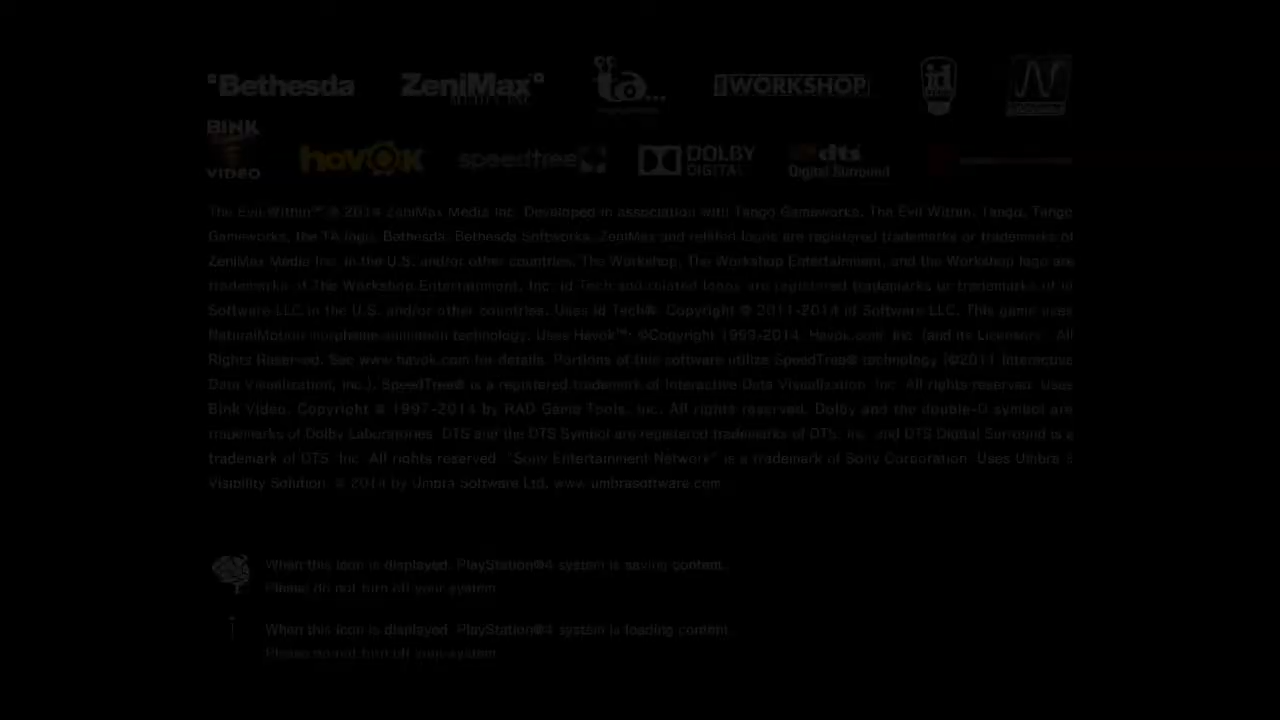 Bethesda ZeniMax MEDIA INC. ta... WORKSHOP id
BINK
VIDEO havok speedtree DOLBY DIGITAL dts Digital Surround
The Evil Within™ © 2014 ZeniMax Media Inc. Developed in association with Tango Gameworks. The Evil Within, Tango, Tango
Gameworks, the TA logo, Bethesda, Bethesda Softworks, ZeniMax and related logos are registered trademarks or trademarks of
ZeniMax Media Inc. in the U.S. and/or other countries. The Workshop, The Workshop Entertainment, and the Workshop logo are
trademarks of The Workshop Entertainment, Inc. id Tech and related logos are registered trademarks or trademarks of id
Software LLC in the U.S. and/or other countries. Uses id Tech®. Copyright © 2011-2014 id Software LLC. This game uses
NaturalMotion morpheme animation technology. Uses Havok™: ©Copyright 1999-2014. Havok.com, Inc. (and its Licensors). All
Rights Reserved. See www.havok.com for details. Portions of this software utilize SpeedTree® technology (©2011 Interactive
Data Visualization, Inc.). SpeedTree® is a registered trademark of Interactive Data Visualization, Inc. All rights reserved. Uses
Bink Video. Copyright © 1997-2014 by RAD Game Tools, Inc. All rights reserved. Dolby and the double-D symbol are
trademarks of Dolby Laboratories. DTS and the DTS Symbol are registered trademarks of DTS, Inc. and DTS Digital Surround is a
trademark of DTS, Inc. All rights reserved. "Sony Entertainment Network" is a trademark of Sony Corporation. Uses Umbra 3
Visibility Solution. © 2014 by Umbra Software Ltd. www.umbrasoftware.com
When this icon is displayed, PlayStation®4 system is saving content.
Please do not turn off your system.
When this icon is displayed, PlayStation®4 system is loading content.
Please do not turn off your system.